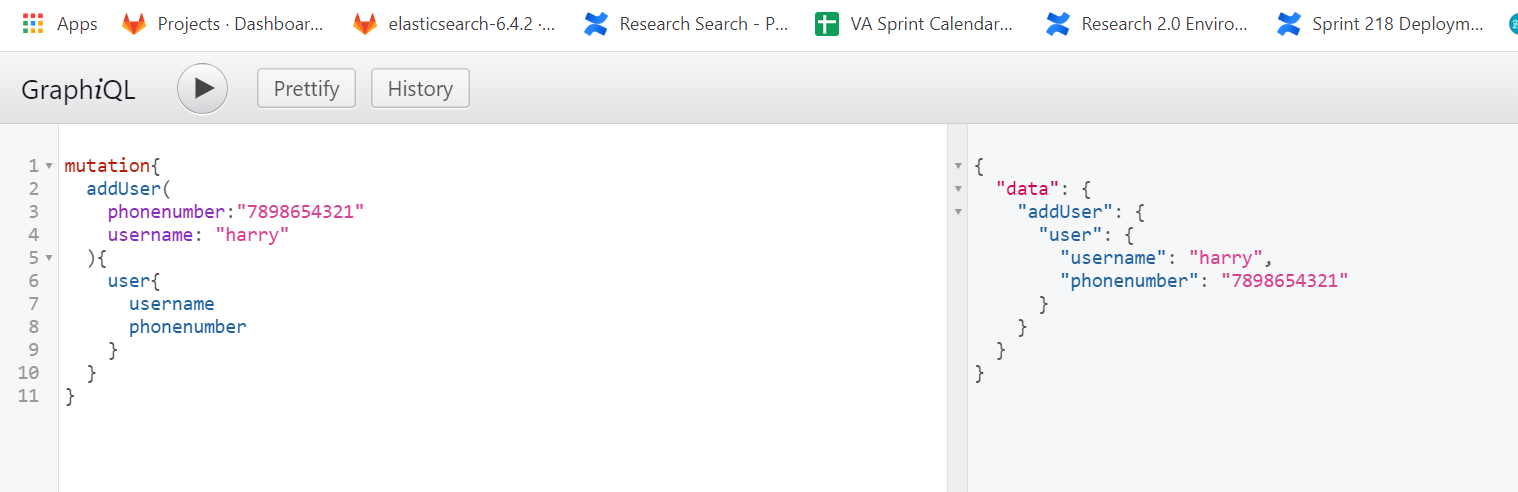 Apps Projects · Dashboar... elasticsearch-6.4.2 ·... Research Search - P... VA Sprint Calendar... Research 2.0 Enviro... Sprint 218 Deploym...
GraphiQL Prettify History
1 mutation{
2 addUser(
3 phonenumber:"7898654321"
4 username: "harry"
5 ){
6 user{
7 username
8 phonenumber
9 }
10 }
11 }
{
"data": {
"addUser": {
"user": {
"username": "harry",
"phonenumber": "7898654321"
}
}
}
}